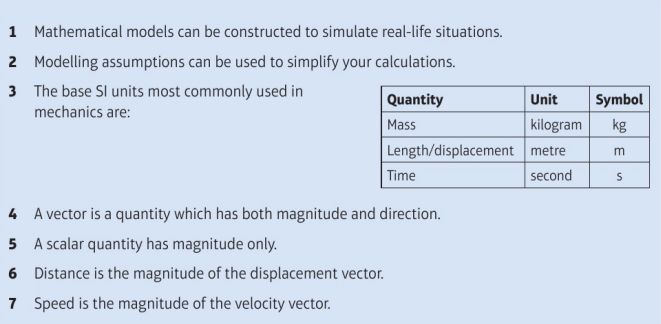 1 Mathematical models can be constructed to simulate real-life situations.
2 Modelling assumptions can be used to simplify your calculations.
3 The base SI units most commonly used in
mechanics are:
Quantity Unit Symbol
Mass kilogram kg
Length/displacement metre m
Time second s
4 A vector is a quantity which has both magnitude and direction.
5 A scalar quantity has magnitude only.
6 Distance is the magnitude of the displacement vector.
7 Speed is the magnitude of the velocity vector.